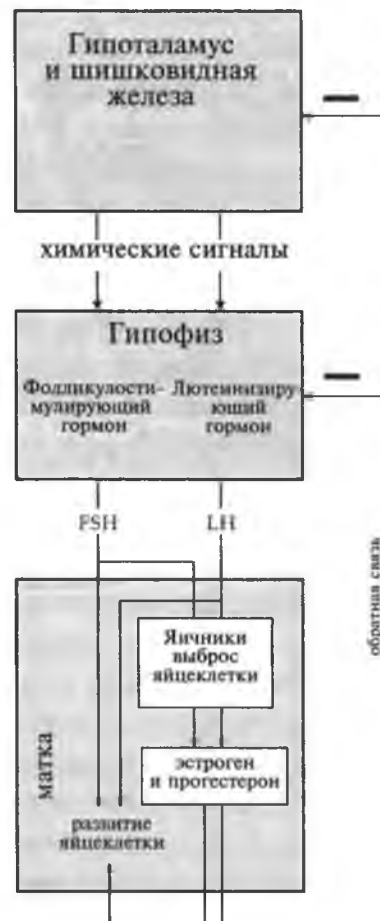 Гипоталамус
и шишковидная
железа
химические сигналы
Гипофиз
Фолликулости-
мулирующий
гормон
Лютеинизиру
юший
гормон
FSH
LH
обратная связь
Яичники
выброс
яйцеклетки
эстроген
и прогестерон
матка
развитие
яйцеклетки